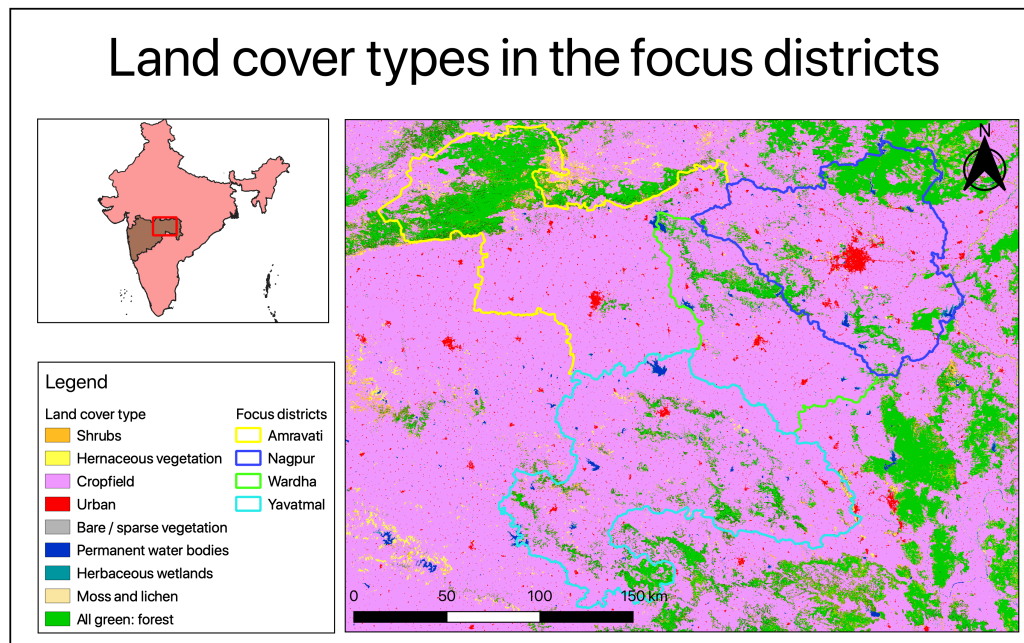 Land cover types in the focus districts
N
Legend
Land cover type
Shrubs
Hernaceous vegetation
Cropfield
Urban
Bare / sparse vegetation
Permanent water bodies
Herbaceous wetlands
Moss and lichen
All green: forest
Focus districts
Amravati
Nagpur
Wardha
Yavatmal
0 50 100 150 km